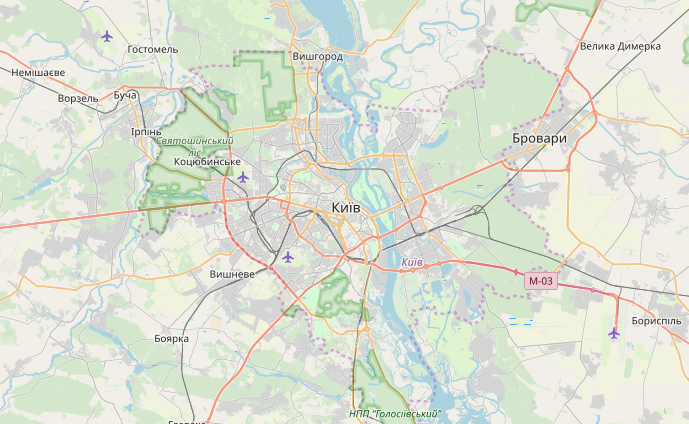 Гостомель
Вишгород
Велика Димерка
Немішаєве
Ворзель
Буча
Ірпінь
Святошинський
ліс
Бровари
Коцюбинське
Київ
Київ
Вишневе
М-03
Бориспіль
Боярка
НПП "Голосіївський"